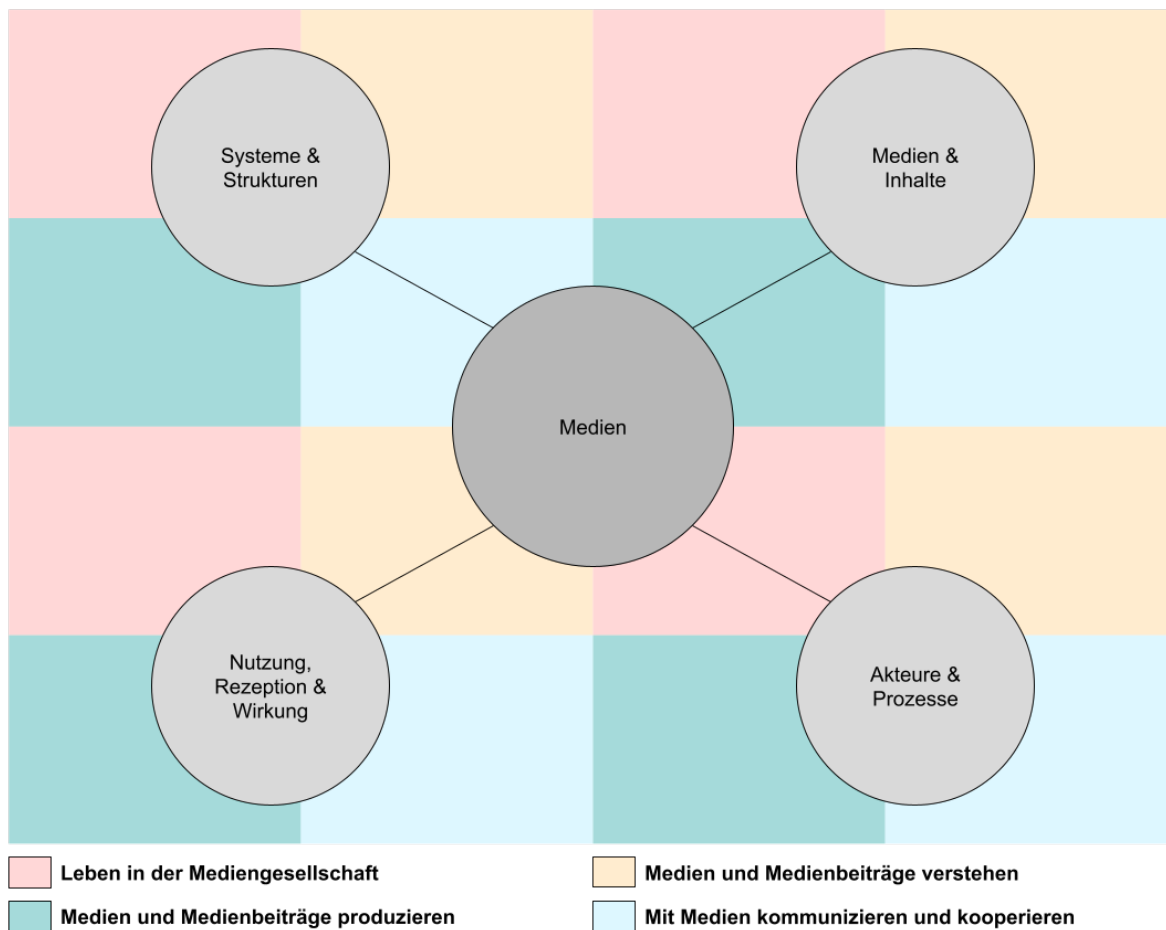 Systeme &
Strukturen
Medien &
Inhalte
Medien
Nutzung,
Rezeption &
Wirkung
Akteure &
Prozesse
Leben in der Mediengesellschaft
Medien und Medienbeiträge verstehen
Medien und Medienbeiträge produzieren
Mit Medien kommunizieren und kooperieren